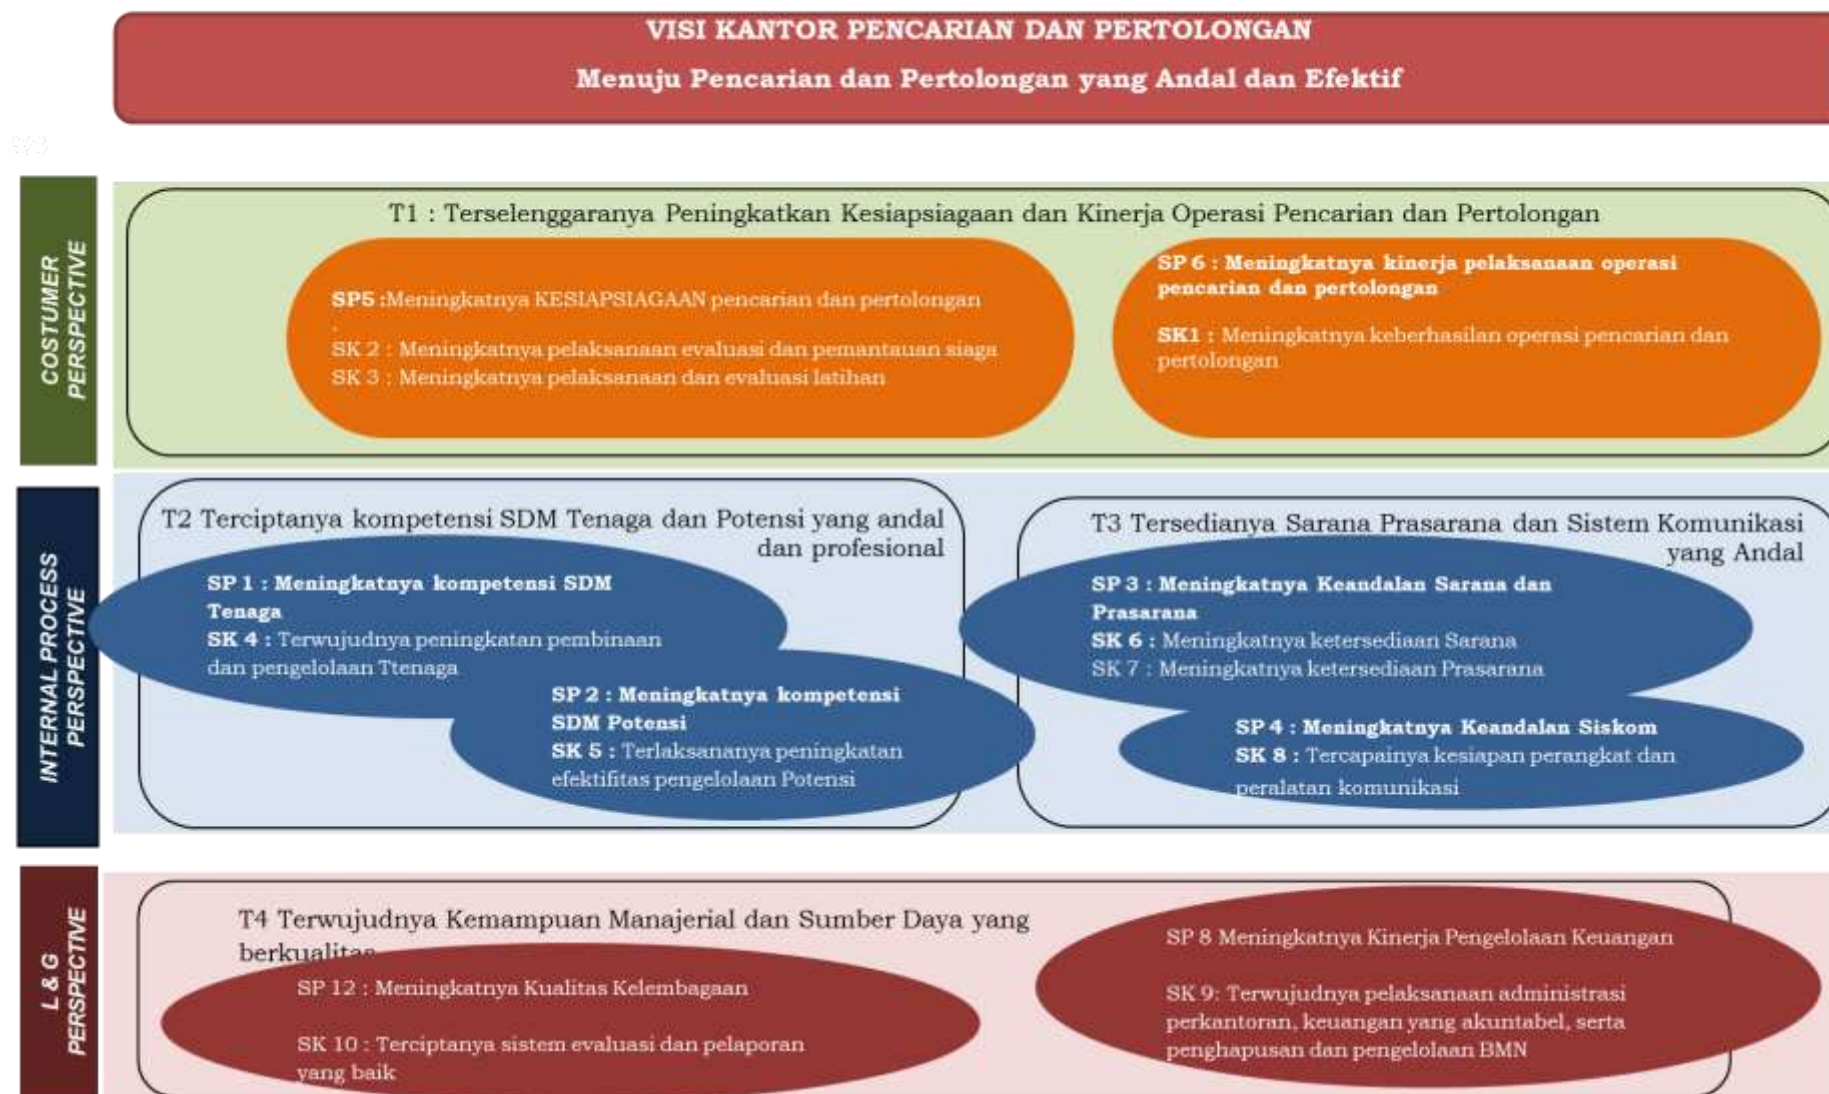 VISI KANTOR PENCARIAN DAN PERTOLONGAN
Menuju Pencarian dan Pertolongan yang Andal dan Efektif
COSTUMER
PERSPECTIVE
T1 : Terselenggaranya Peningkatkan Kesiapsiagaan dan Kinerja Operasi Pencarian dan Pertolongan
SP5 :Meningkatnya KESIAPSIAGAAN pencarian dan pertolongan
.
SK 2 : Meningkatnya pelaksanaan evaluasi dan pemantauan siaga
SK 3 : Meningkatnya pelaksanaan dan evaluasi latihan
SP 6 : Meningkatnya kinerja pelaksanaan operasi
pencarian dan pertolongan
SK1 : Meningkatnya keberhasilan operasi pencarian dan
pertolongan
INTERNAL PROCESS
PERSPECTIVE
T2 Terciptanya kompetensi SDM Tenaga dan Potensi yang andal
dan profesional
SP 1 : Meningkatnya kompetensi SDM
Tenaga
SK 4 : Terwujudnya peningkatan pembinaan
dan pengelolaan Ttenaga
SP 2 : Meningkatnya kompetensi
SDM Potensi
SK 5 : Terlaksananya peningkatan
efektifitas pengelolaan Potensi
T3 Tersedianya Sarana Prasarana dan Sistem Komunikasi
yang Andal
SP 3 : Meningkatnya Keandalan Sarana dan
Prasarana
SK 6 : Meningkatnya ketersediaan Sarana
SK 7 : Meningkatnya ketersediaan Prasarana
SP 4 : Meningkatnya Keandalan Siskom
SK 8 : Tercapainya kesiapan perangkat dan
peralatan komunikasi
L & G
PERSPECTIVE
T4 Terwujudnya Kemampuan Manajerial dan Sumber Daya yang
berkualitas
SP 12 : Meningkatnya Kualitas Kelembagaan
SK 10 : Terciptanya sistem evaluasi dan pelaporan
yang baik
SP 8 Meningkatnya Kinerja Pengelolaan Keuangan
SK 9: Terwujudnya pelaksanaan administrasi
perkantoran, keuangan yang akuntabel, serta
penghapusan dan pengelolaan BMN